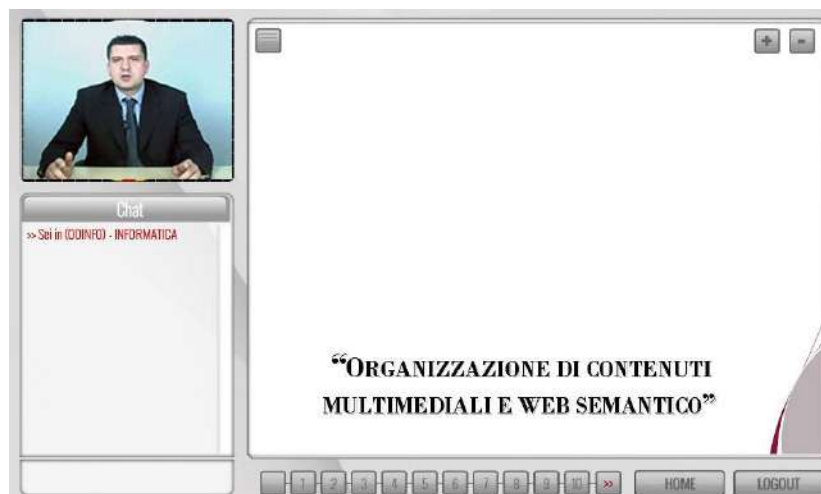 Chat
>> Sei in (ODINFO) - INFORMATICA
+ -
“ORGANIZZAZIONE DI CONTENUTI
MULTIMEDIALI E WEB SEMANTICO”
1 2 3 4 5 6 7 8 9 10 >> HOME LOGOUT